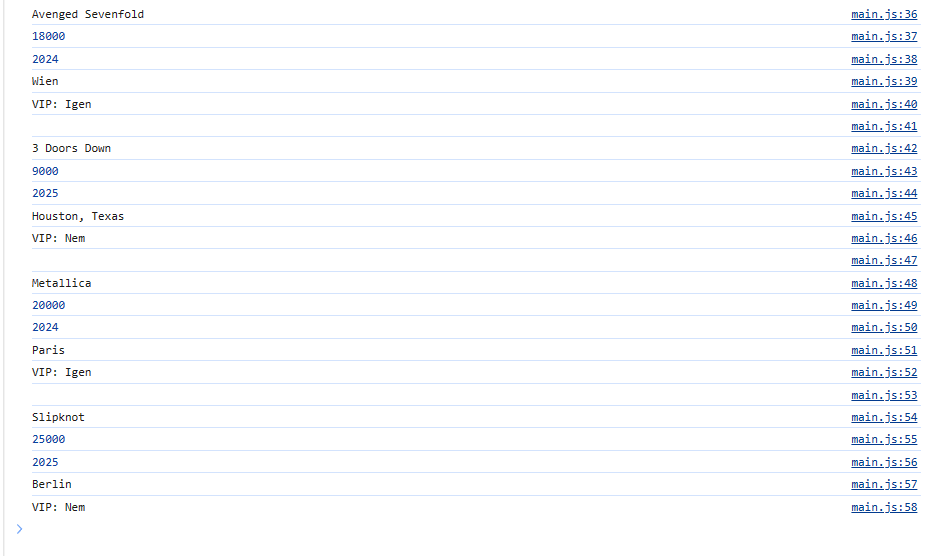 Avenged Sevenfold main.js:36
18000 main.js:37
2024 main.js:38
Wien main.js:39
VIP: Igen main.js:40
main.js:41
3 Doors Down main.js:42
9000 main.js:43
2025 main.js:44
Houston, Texas main.js:45
VIP: Nem main.js:46
main.js:47
Metallica main.js:48
20000 main.js:49
2024 main.js:50
Paris main.js:51
VIP: Igen main.js:52
main.js:53
Slipknot main.js:54
25000 main.js:55
2025 main.js:56
Berlin main.js:57
VIP: Nem main.js:58